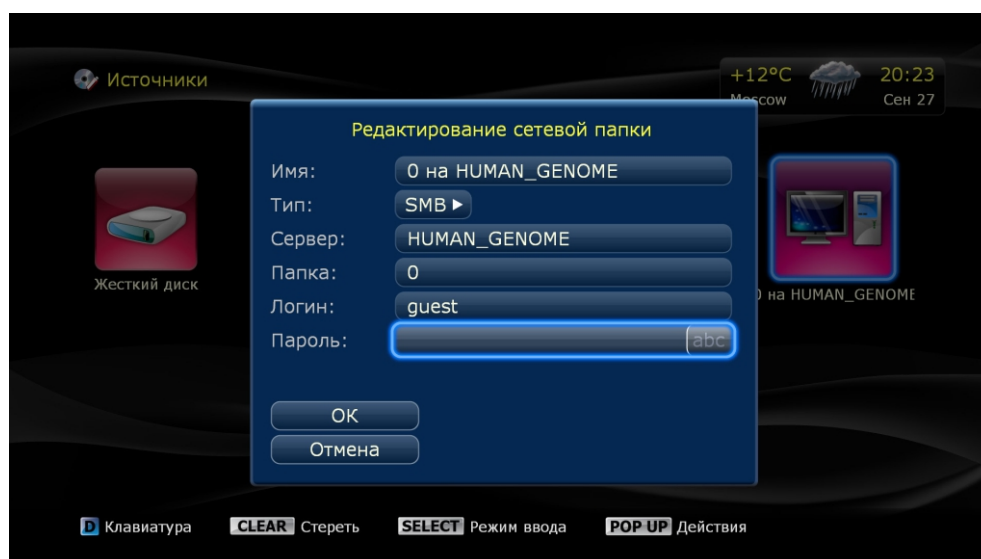 Источники
+12°C 20:23
Moscow Сен 27
Редактирование сетевой папки
Имя: 0 на HUMAN_GENOME
Тип: SMB
Сервер: HUMAN_GENOME
Папка: 0
Логин: guest
Пароль: abc
Жесткий диск
0 на HUMAN_GENOME
OK
Отмена
D Клавиатура CLEAR Стереть SELECT Режим ввода POP UP Действия